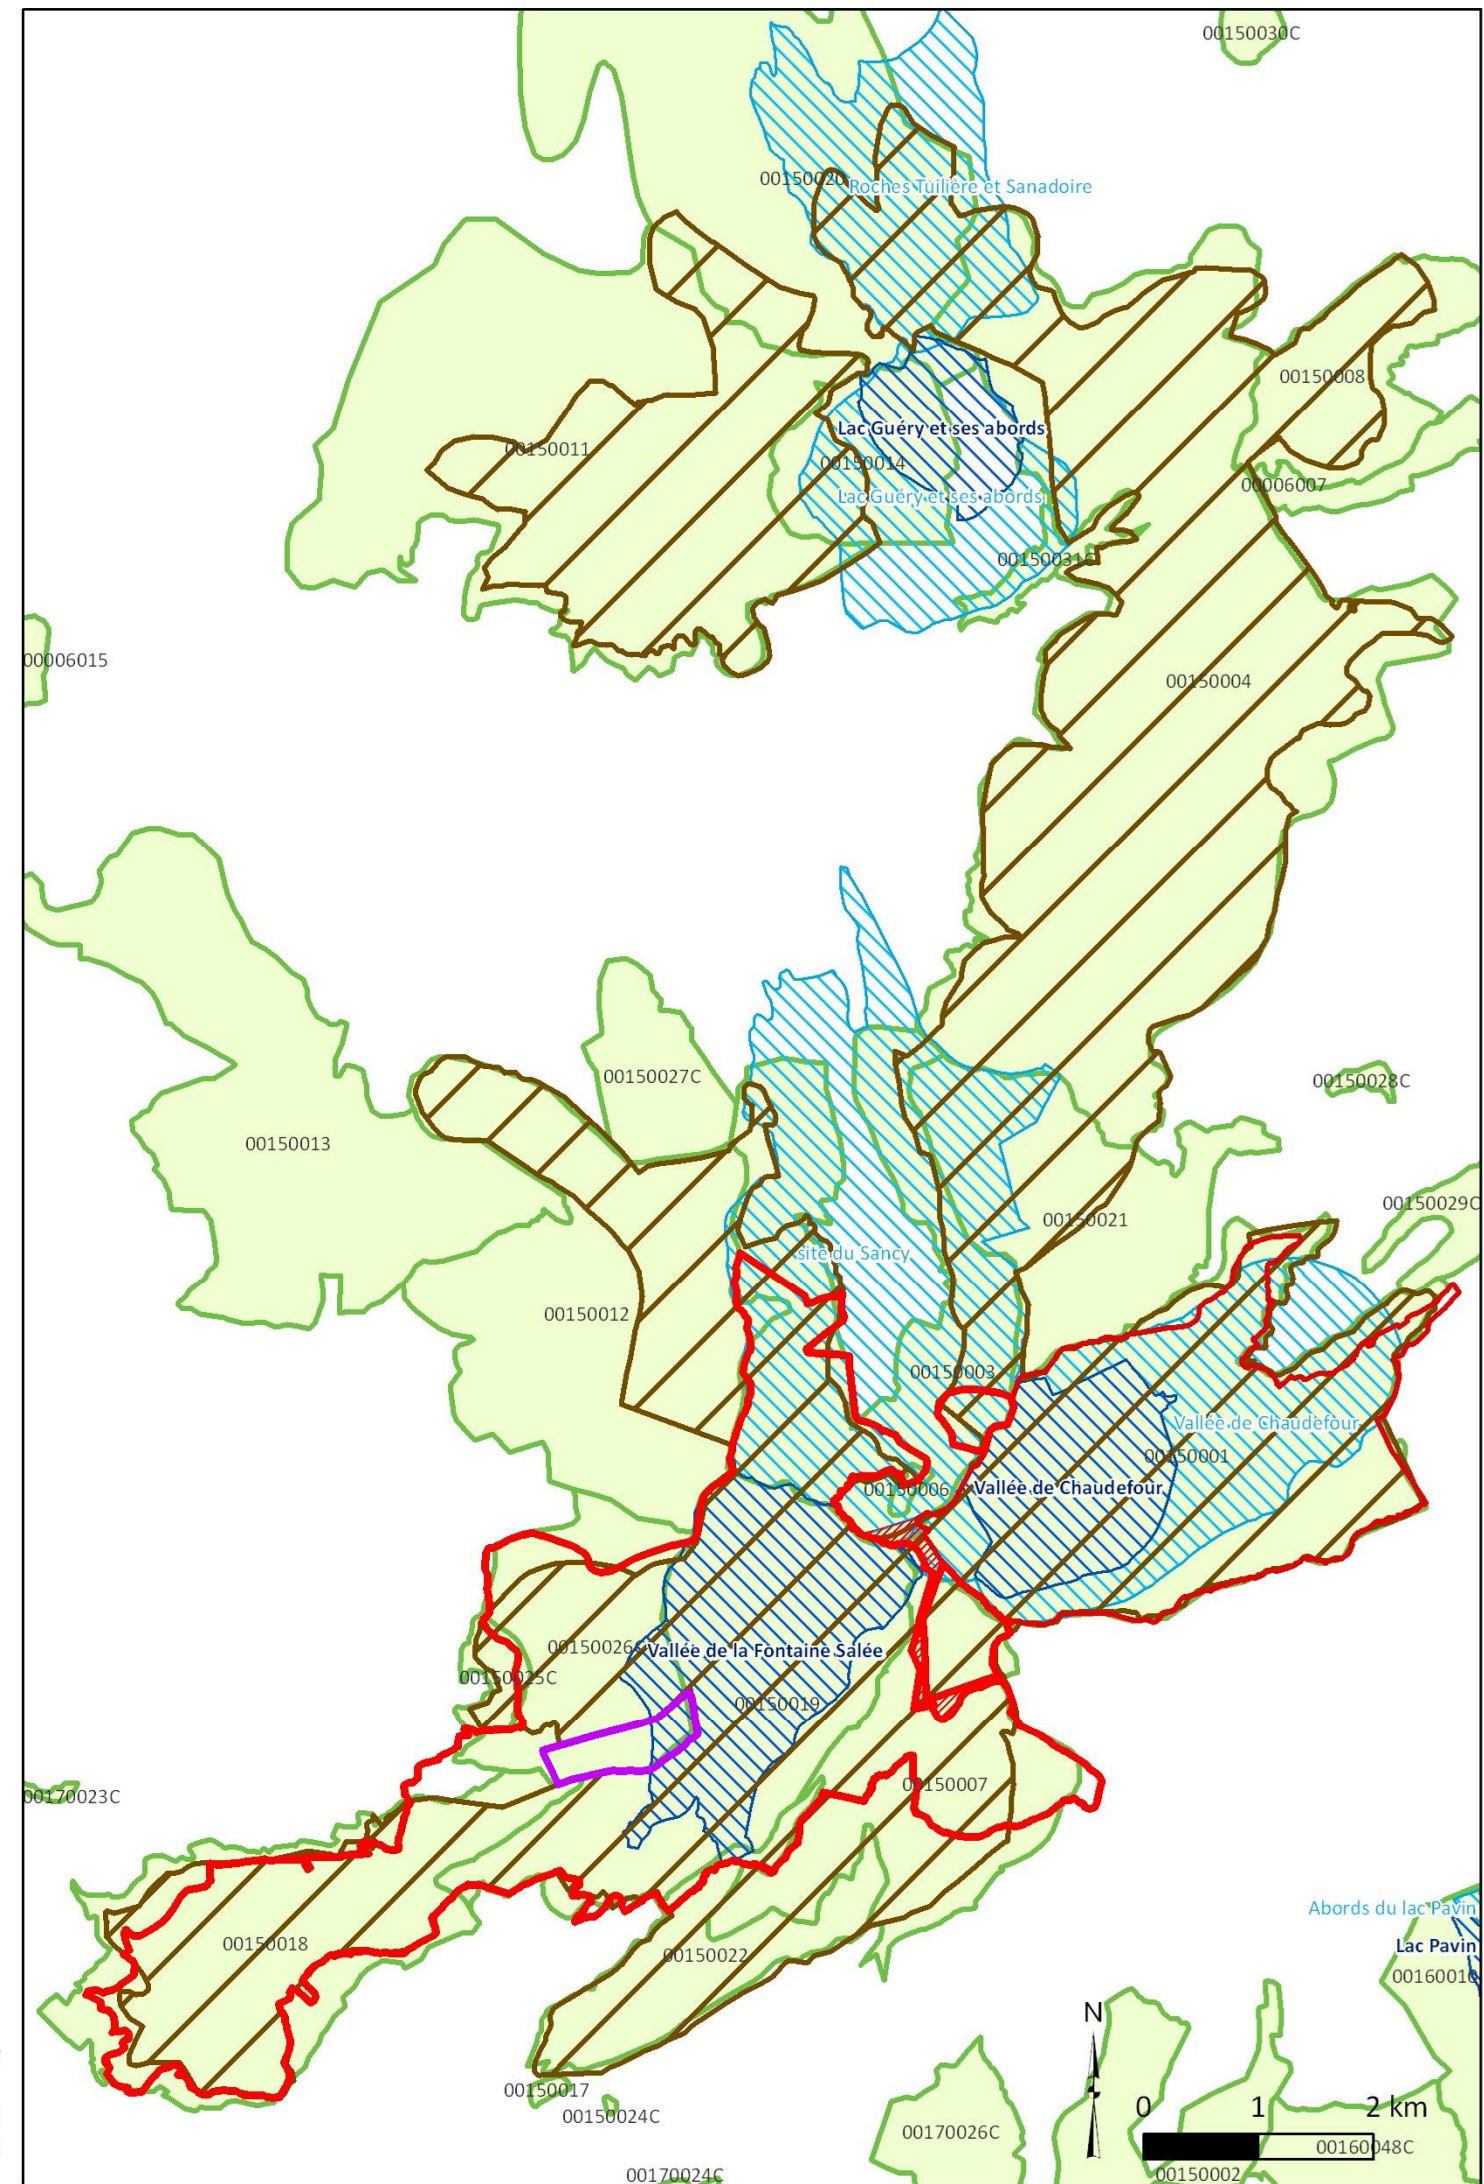 00150030C
00150020
Roches Tuilière et Sanadoire
00150008
Lac Guéry et ses abords
00150011
00150014
00006007
Lac Guéry et ses abords
00150031C
00006015
00150004
00150027C
00150028C
00150013
00150029C
00150021
site du Sancy
00150012
00150003
Vallée de Chaudefour
00150001
00150006
Vallée de Chaudefour
00150026C
Vallée de la Fontaine Salée
00150025C
00150019
00150007
00170023C
Abords du lac Pavin
00150018
Lac Pavin
00150022
00160010
N
00150017
0 1 2 km
00150024C
00170026C
00160048C
00170024C
00150002